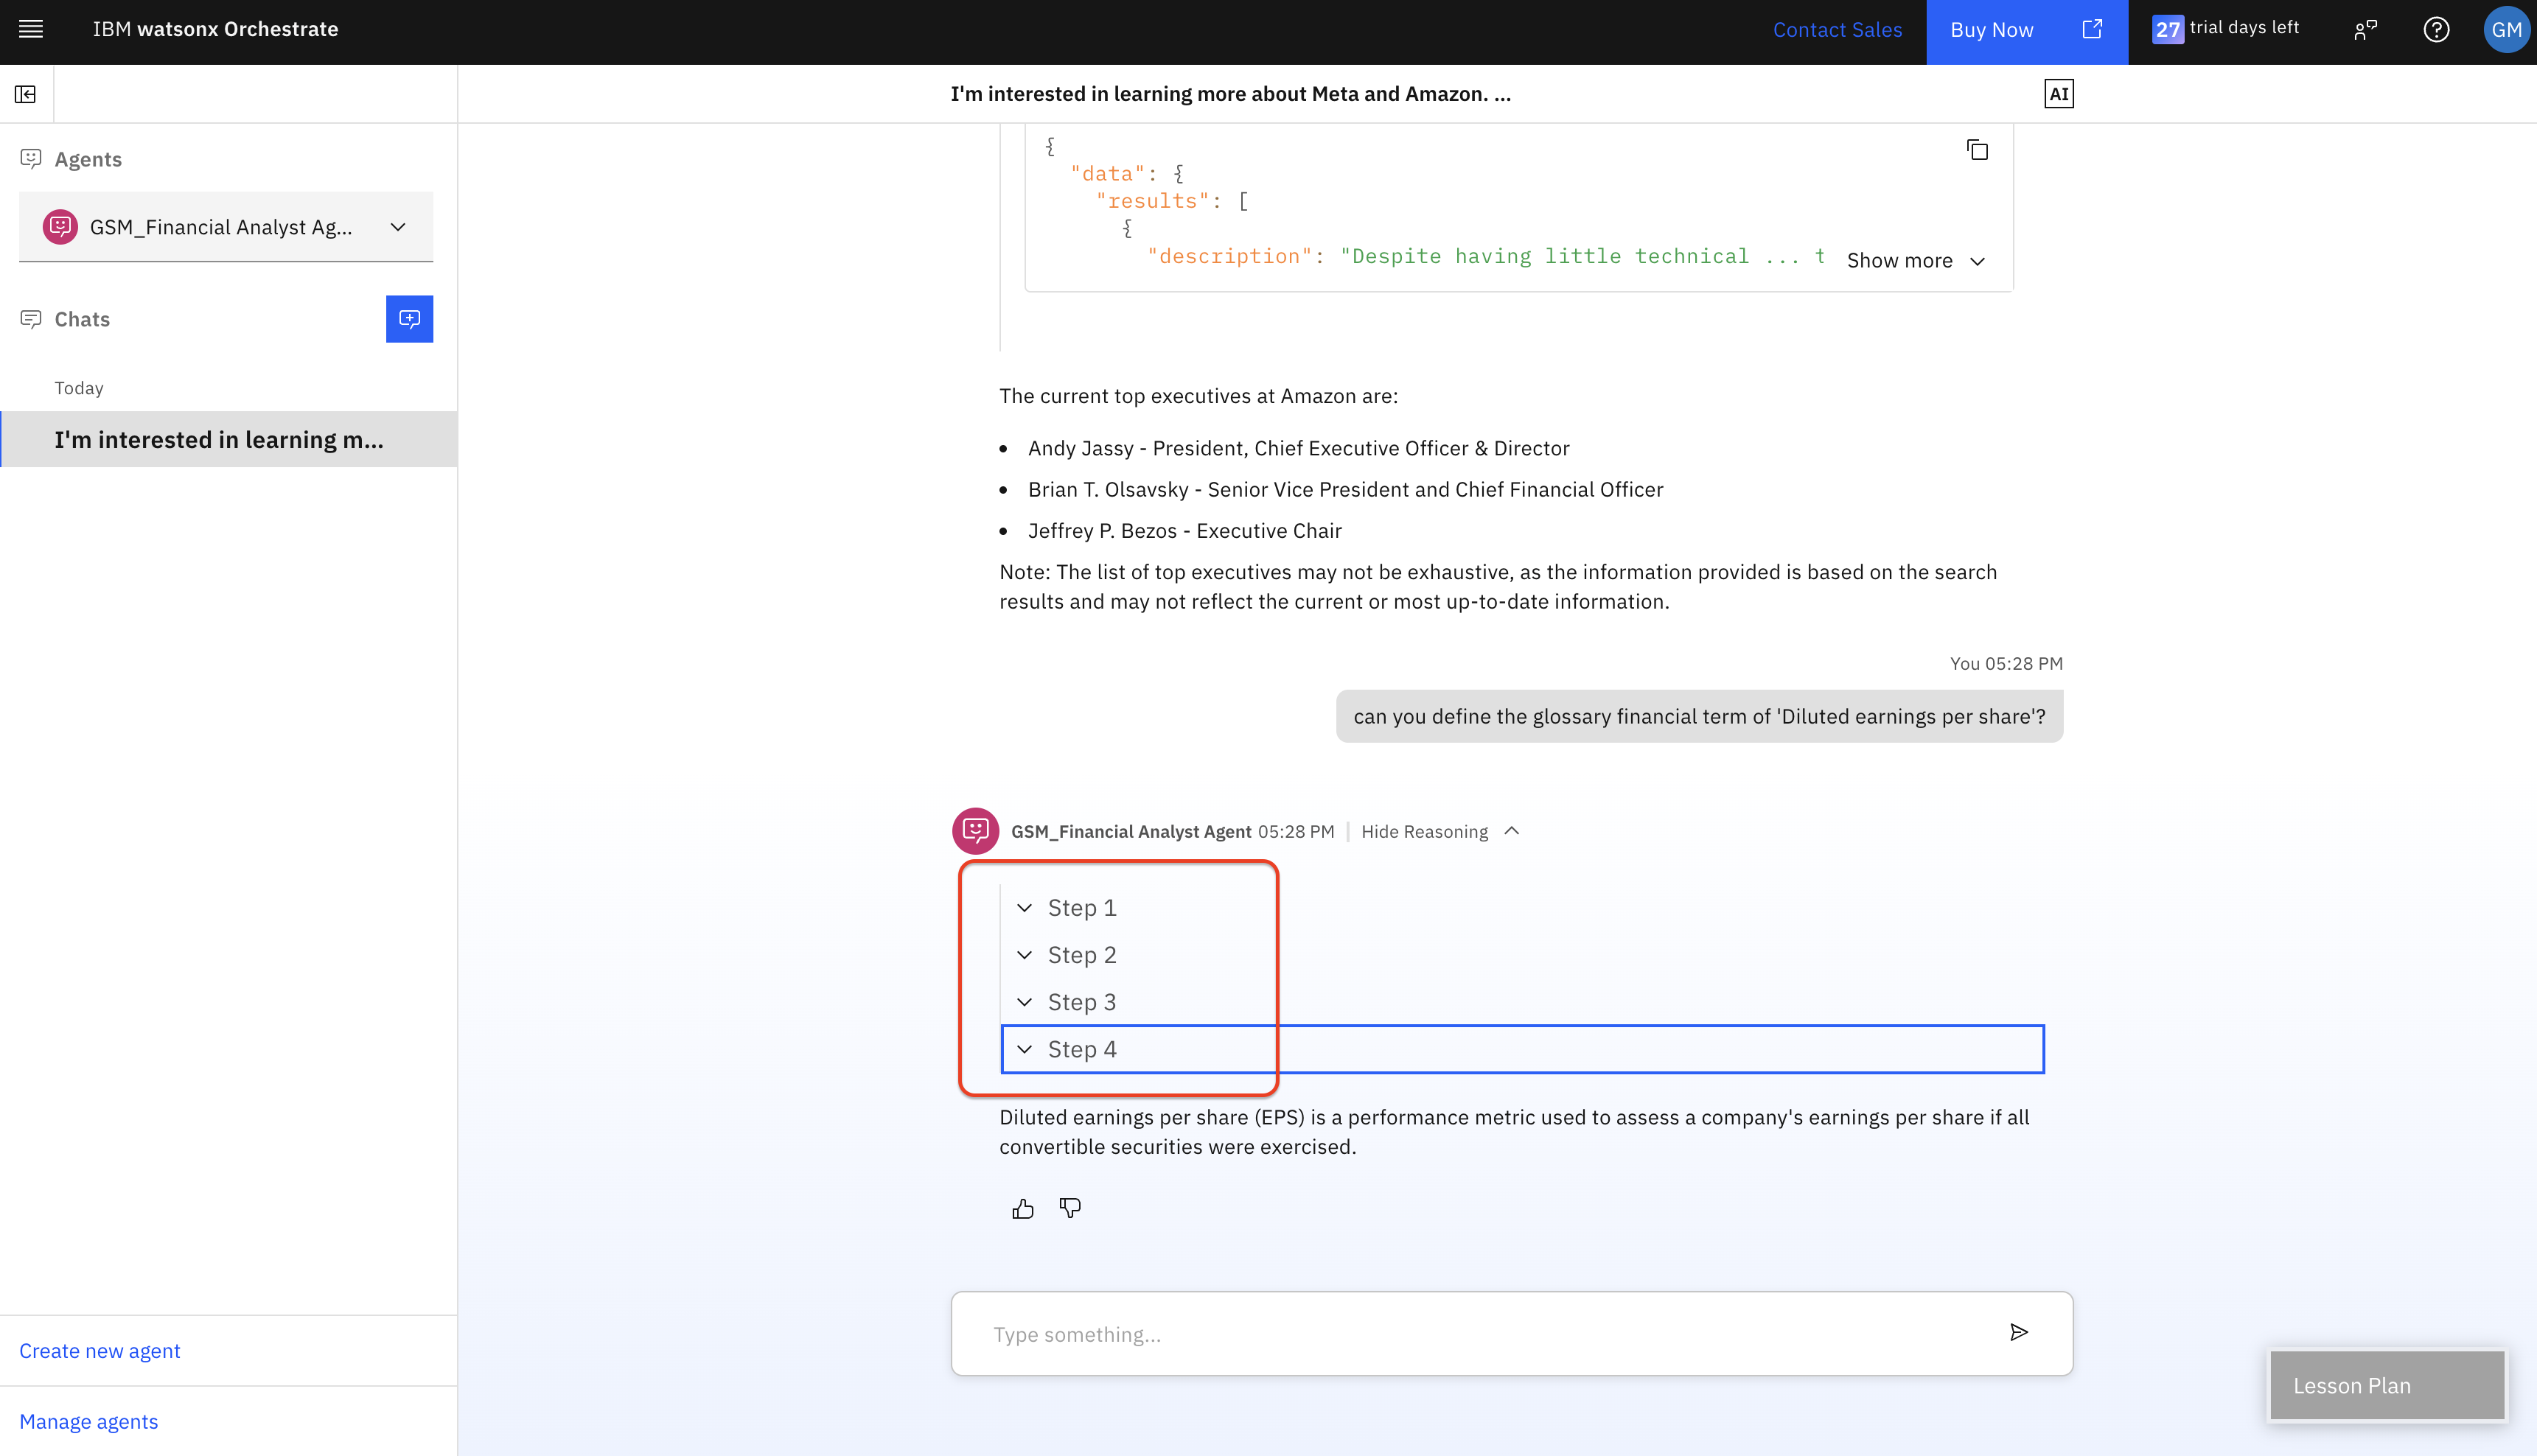 IBM watsonx Orchestrate
Contact Sales
Buy Now
27 trial days left
GM
I'm interested in learning more about Meta and Amazon. ...
AI
Agents
GSM_Financial Analyst Ag...
Chats
Today
I'm interested in learning m...
Create new agent
Manage agents
{
"data": {
"results": [
{
"description": "Despite having little technical ... t
Show more
The current top executives at Amazon are:
• Andy Jassy - President, Chief Executive Officer & Director
• Brian T. Olsavsky - Senior Vice President and Chief Financial Officer
• Jeffrey P. Bezos - Executive Chair
Note: The list of top executives may not be exhaustive, as the information provided is based on the search
results and may not reflect the current or most up-to-date information.
You 05:28 PM
can you define the glossary financial term of 'Diluted earnings per share'?
GSM_Financial Analyst Agent 05:28 PM | Hide Reasoning
Step 1
Step 2
Step 3
Step 4
Diluted earnings per share (EPS) is a performance metric used to assess a company's earnings per share if all
convertible securities were exercised.
Type something...
Lesson Plan